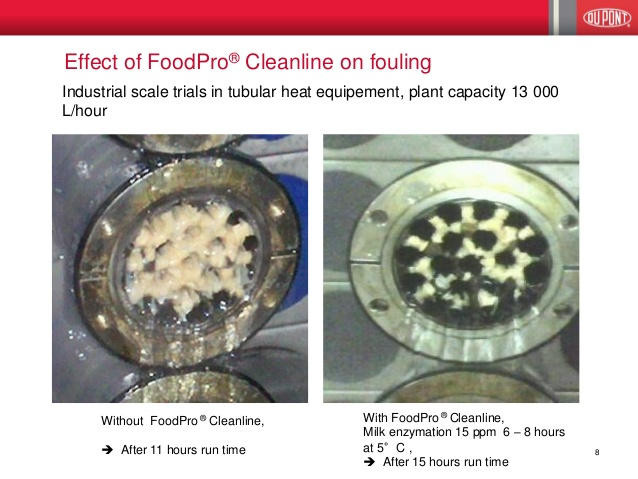 DUPONT
Effect of FoodPro® Cleanline on fouling
Industrial scale trials in tubular heat equipement, plant capacity 13 000
L/hour
Without FoodPro® Cleanline,
➔ After 11 hours run time
With FoodPro® Cleanline,
Milk enzymation 15 ppm 6 – 8 hours
at 5° C ,
➔ After 15 hours run time
8